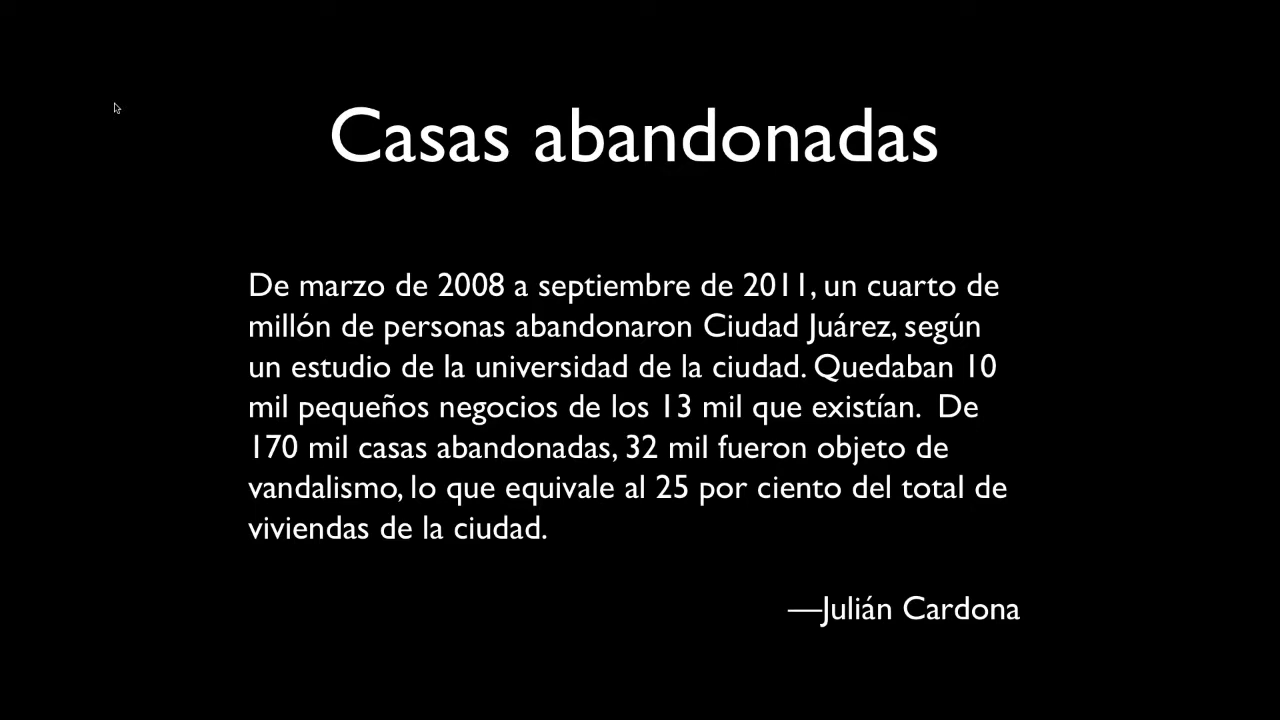 Casas abandonadas
De marzo de 2008 a septiembre de 2011, un cuarto de
millón de personas abandonaron Ciudad Juárez, según
un estudio de la universidad de la ciudad. Quedaban 10
mil pequeños negocios de los 13 mil que existían.  De
170 mil casas abandonadas, 32 mil fueron objeto de
vandalismo, lo que equivale al 25 por ciento del total de
viviendas de la ciudad.
—Julián Cardona